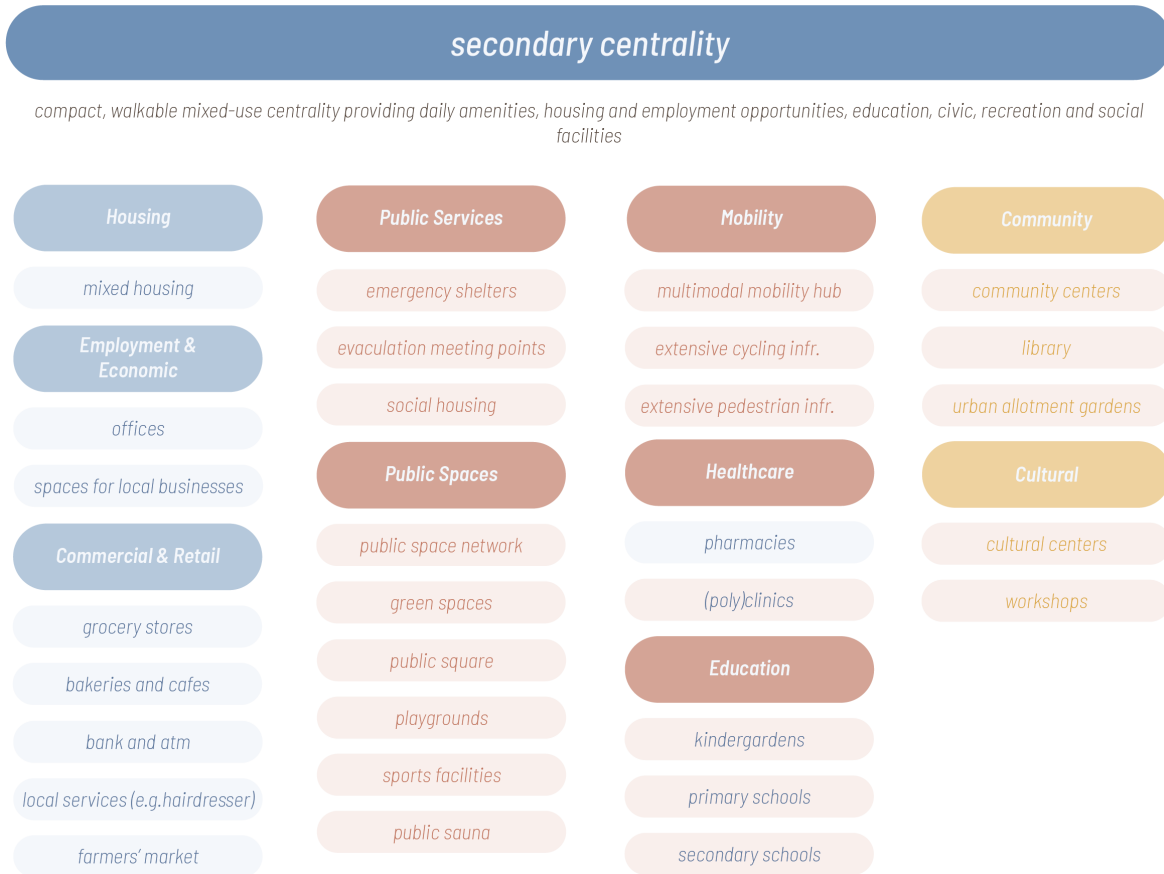 secondary centrality
compact, walkable mixed-use centrality providing daily amenities, housing and employment opportunities, education, civic, recreation and social
facilities
Housing
mixed housing
Employment &
Economic
offices
spaces for local businesses
Commercial & Retail
grocery stores
bakeries and cafes
bank and atm
local services (e.g.hairdresser)
farmers' market
Public Services
emergency shelters
evaculation meeting points
social housing
Public Spaces
public space network
green spaces
public square
playgrounds
sports facilities
public sauna
Mobility
multimodal mobility hub
extensive cycling infr.
extensive pedestrian infr.
Healthcare
pharmacies
(poly)clinics
Education
kindergardens
primary schools
secondary schools
Community
community centers
library
urban allotment gardens
Cultural
cultural centers
workshops